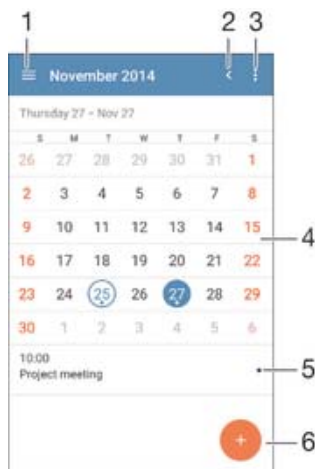 1 2 3
November 2014
Thursday 27 - Nov 27
S M T W T F S
26 27 28 29 30 31 1
2 3 4 5 6 7 8
9 10 11 12 13 14 15
4
16 17 18 19 20 21 22
23 24 25 26 27 28 29
30 1 2 3 4 5 6
10:00
Project meeting
5
+
6